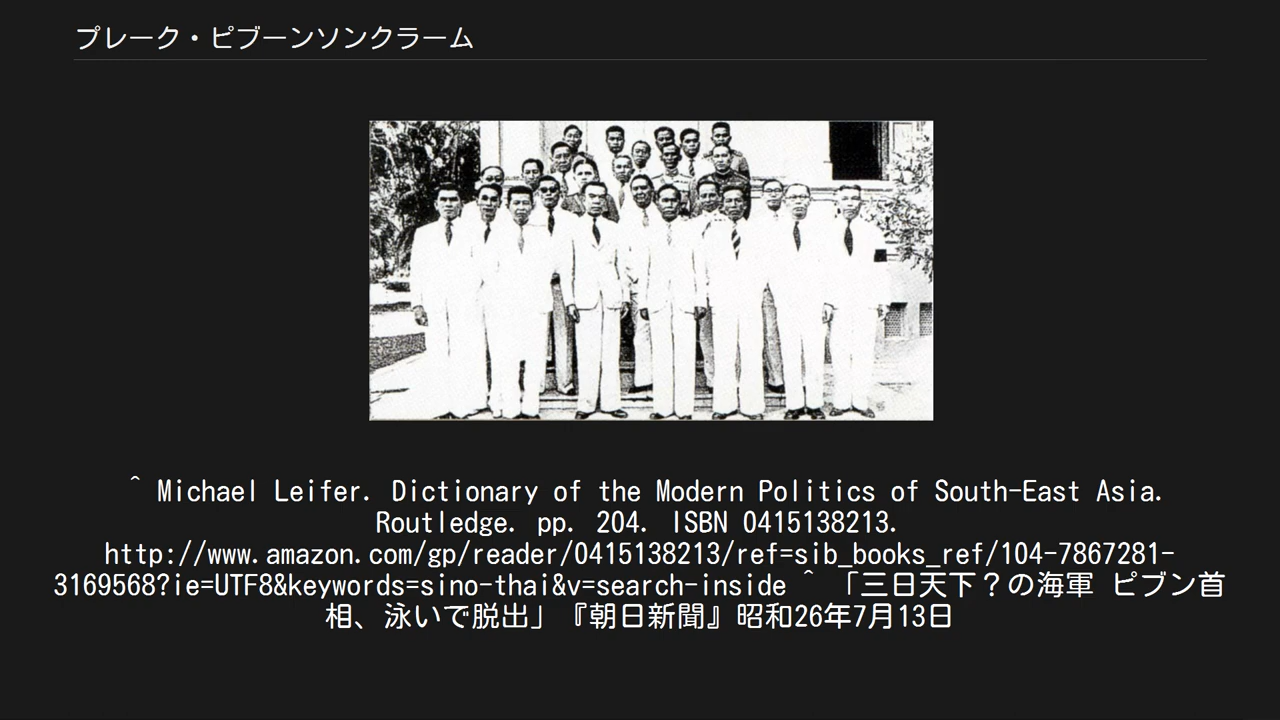 プレーク・ピブーンソンクラーム
^ Michael Leifer. Dictionary of the Modern Politics of South-East Asia.
Routledge. pp. 204. ISBN 0415138213.
http://www.amazon.com/gp/reader/0415138213/ref=sib_books_ref/104-7867281-
3169568?ie=UTF8&keywords=sino-thai&v=search-inside ^ 「三日天下？の海軍 ピブン首
相、泳いで脱出」『朝日新聞』昭和26年7月13日